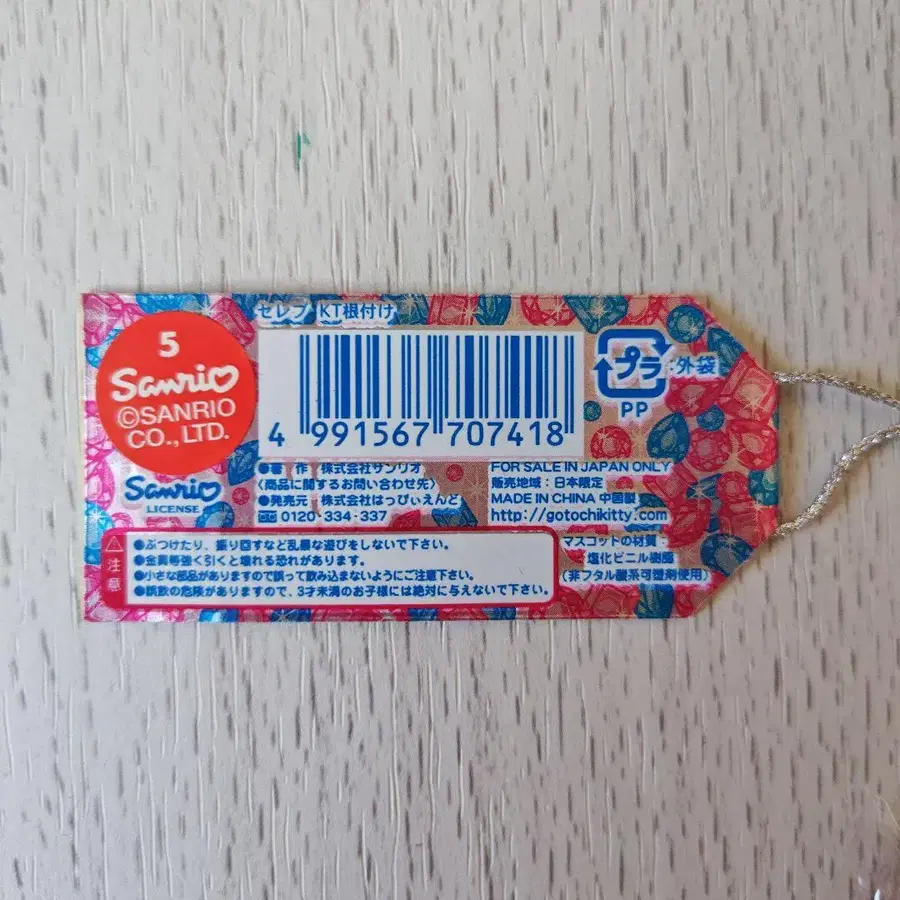 セレブ KT根付け
5
Sanrio
©SANRIO
CO., LTD.
Sanrio
LICENSE
4 991567 707418
プラ :外袋
PP
●著 作 : 株式会社サンリオ
〈商品に関するお問い合わせ先〉
●発売元 : 株式会社はっぴぃえんど
0120-334-337
FOR SALE IN JAPAN ONLY
販売地域 : 日本限定
MADE IN CHINA 中国製
http://gotochikitty.com
マスコットの材質 :
塩化ビニル樹脂
(非フタル酸系可塑剤使用)
注意
●ぶつけたり、振り回すなど乱暴な遊びをしないで下さい。
●金具等強く引くと壊れる恐れがあります。
●小さな部品がありますので誤って飲み込まないようにご注意下さい。
●誤飲の危険がありますので、3才未満のお子様には絶対に与えないで下さい。